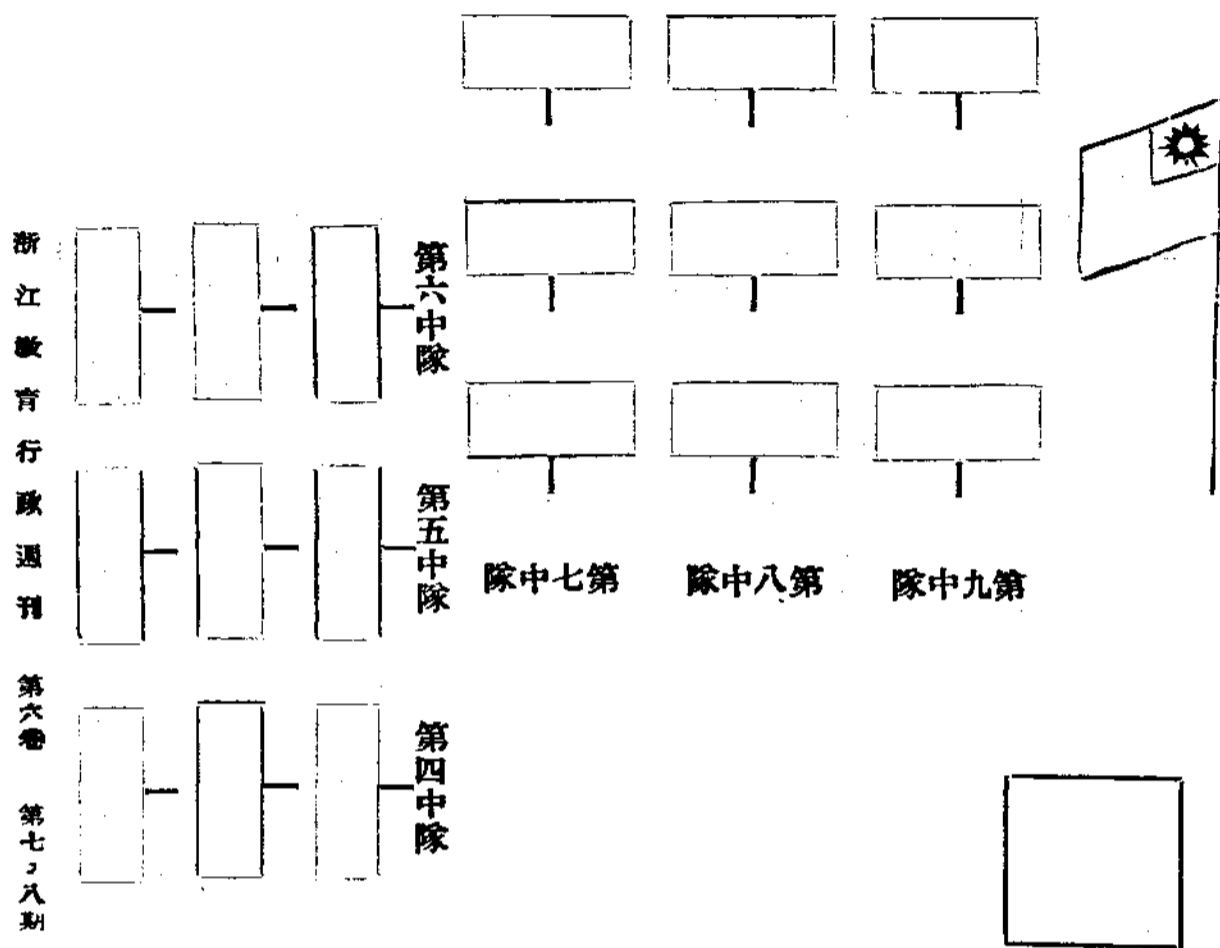 第九中隊
第八中隊
第七中隊
第六中隊
第五中隊
第四中隊
浙江教育行政週刊 第六卷 第七，八期